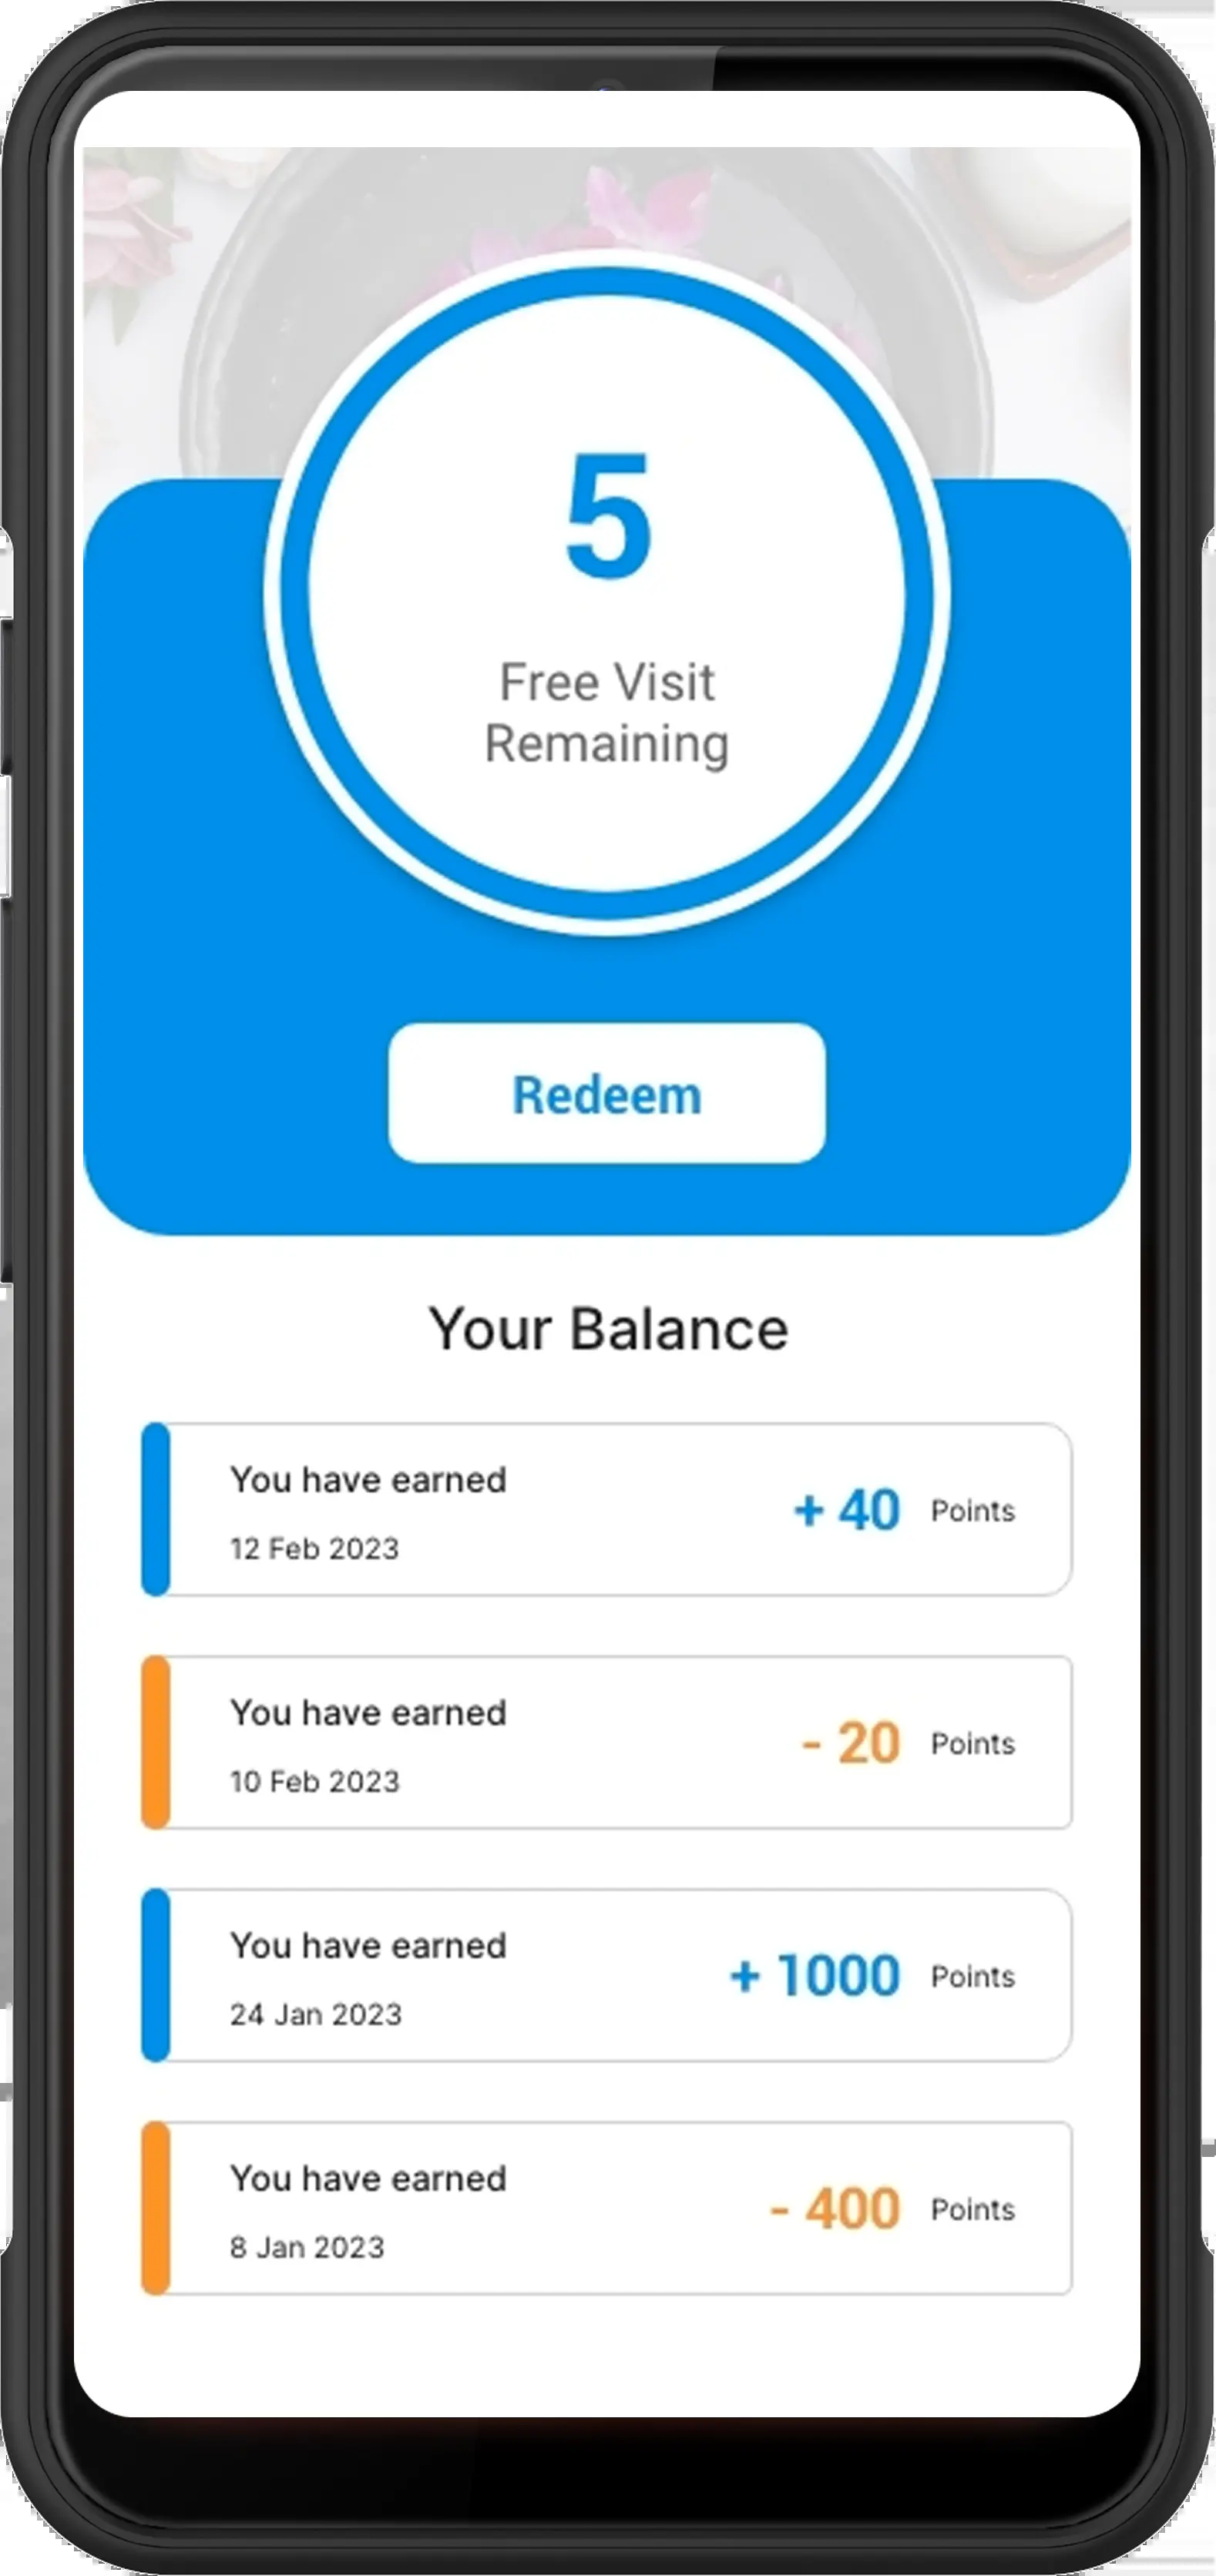 5
Free Visit
Remaining
Redeem
Your Balance
You have earned
+ 40 Points
12 Feb 2023
You have earned
- 20 Points
10 Feb 2023
You have earned
+ 1000 Points
24 Jan 2023
You have earned
- 400 Points
8 Jan 2023